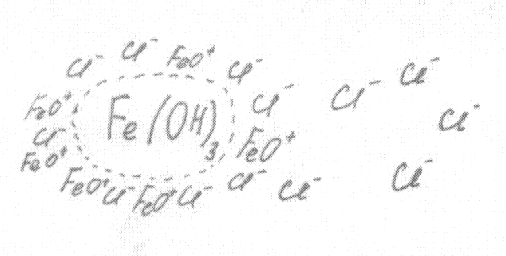 Cl⁻ Cl⁻ FeO⁺ Cl⁻ Cl⁻
FeO⁺ Fe(OH)₃ Cl⁻ Cl⁻ Cl⁻
Cl⁻ FeO⁺
FeO⁺
FeO⁺ Cl⁻ FeO⁺ Cl⁻ Cl⁻ Cl⁻ Cl⁻